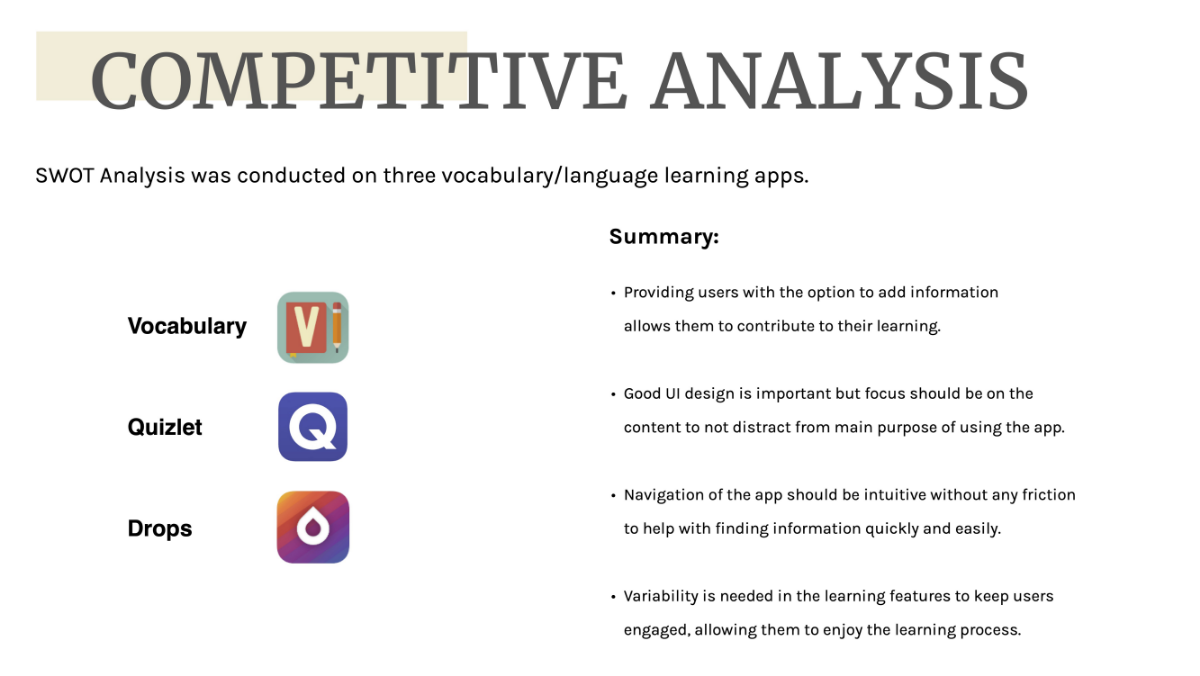 COMPETITIVE ANALYSIS
SWOT Analysis was conducted on three vocabulary/language learning apps.
Vocabulary
V
Quizlet
Q
Drops
Summary:
• Providing users with the option to add information
allows them to contribute to their learning.
• Good UI design is important but focus should be on the
content to not distract from main purpose of using the app.
• Navigation of the app should be intuitive without any friction
to help with finding information quickly and easily.
• Variability is needed in the learning features to keep users
engaged, allowing them to enjoy the learning process.